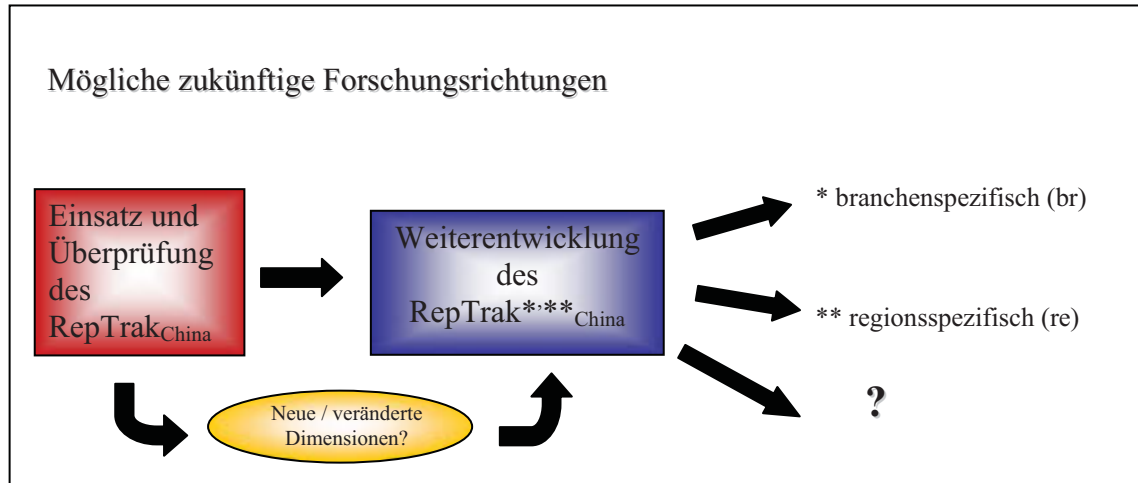 Mögliche zukünftige Forschungsrichtungen
Einsatz und
Überprüfung
des
RepTrakChina
Weiterentwicklung
des
RepTrak*,**China
Neue / veränderte
Dimensionen?
* branchenspezifisch (br)
** regionsspezifisch (re)
?